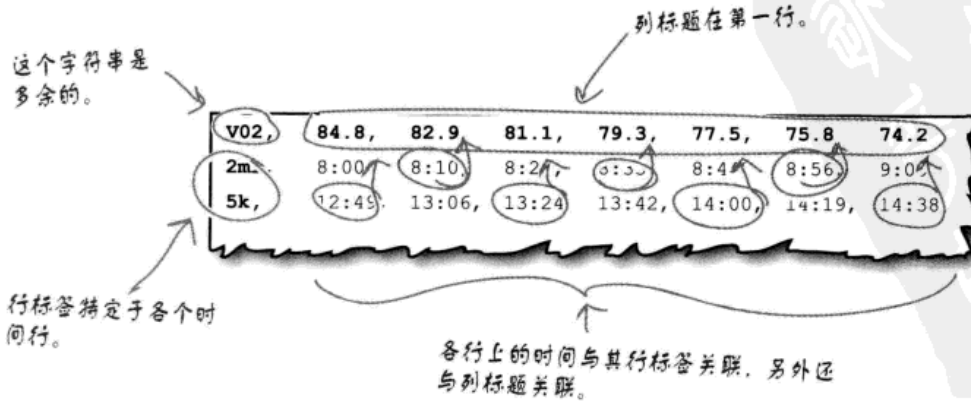 列标题在第一行。
这个字符串是
多余的。
V02, 84.8, 82.9, 81.1, 79.3, 77.5, 75.8, 74.2
2m 8:00, 8:10, 8:56,
5k, 12:49, 13:06, 13:24 13:42, 14:00, 14:19, 14:38
行标签特定于各个时
间行。
各行上的时间与其行标签关联，另外还
与列标题关联。